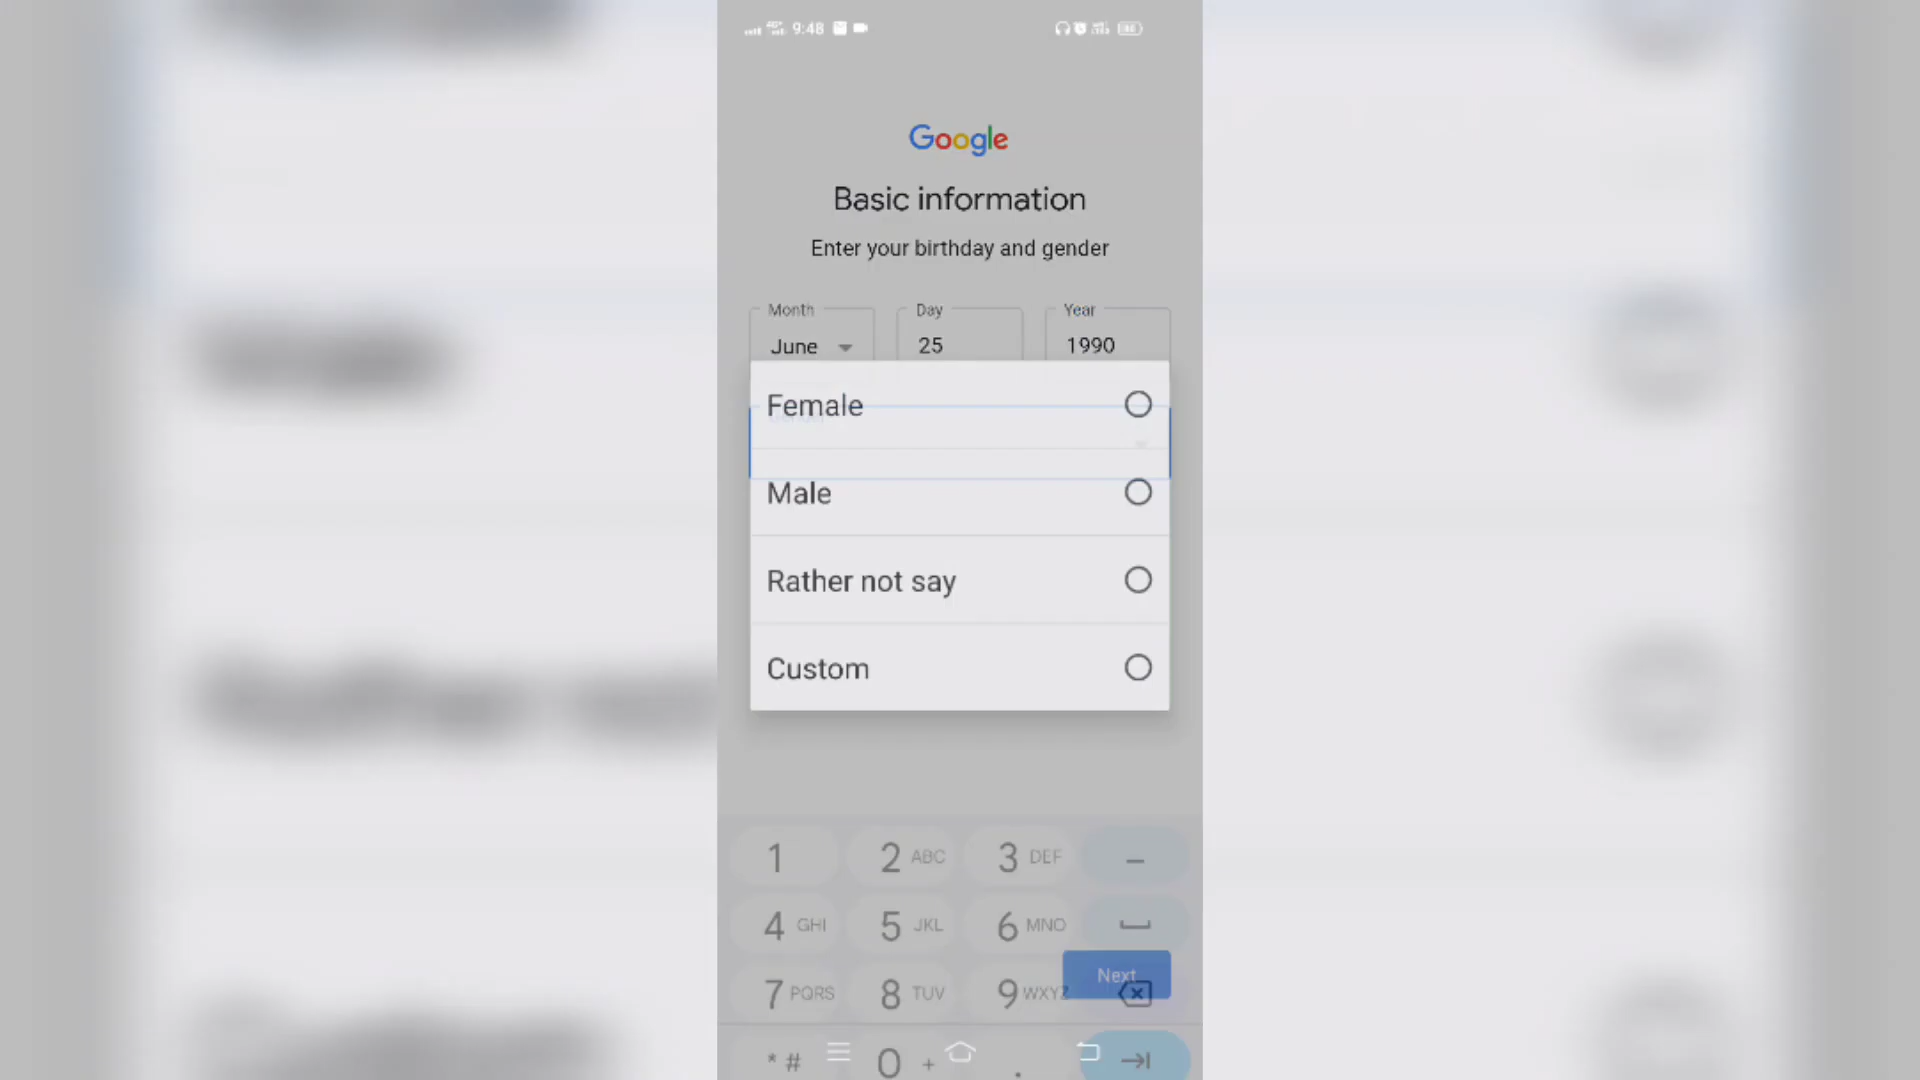 9:48
Google
Basic information
Enter your birthday and gender
Month Day Year
June 25 1990
Female
Male
Rather not say
Custom
1 2 ABC 3 DEF –
4 GHI 5 JKL 6 MNO
Next
7 PQRS 8 TUV 9 WXYZ
* # 0 + .